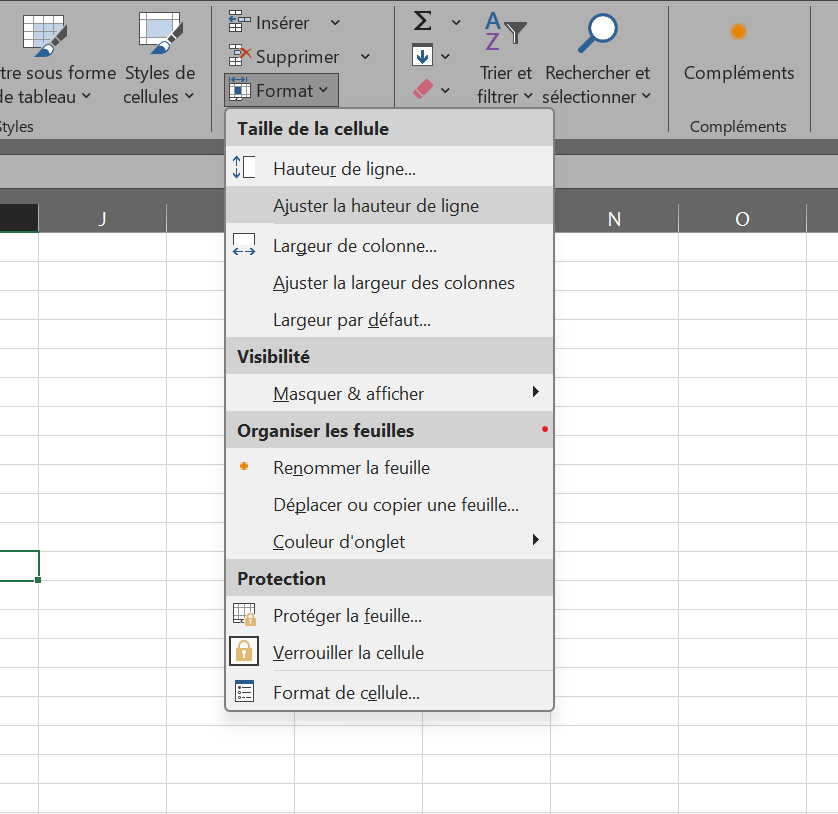 Insérer
Supprimer
Format
tre sous forme
de tableau
Styles de
cellules
Styles
Σ
A
Z
Trier et
filtrer
Rechercher et
sélectionner
Compléments
Compléments
Taille de la cellule
Hauteur de ligne...
Ajuster la hauteur de ligne
Largeur de colonne...
Ajuster la largeur des colonnes
Largeur par défaut...
Visibilité
Masquer & afficher
Organiser les feuilles
Renommer la feuille
Déplacer ou copier une feuille...
Couleur d'onglet
Protection
Protéger la feuille...
Verrouiller la cellule
Format de cellule...
J
N
O